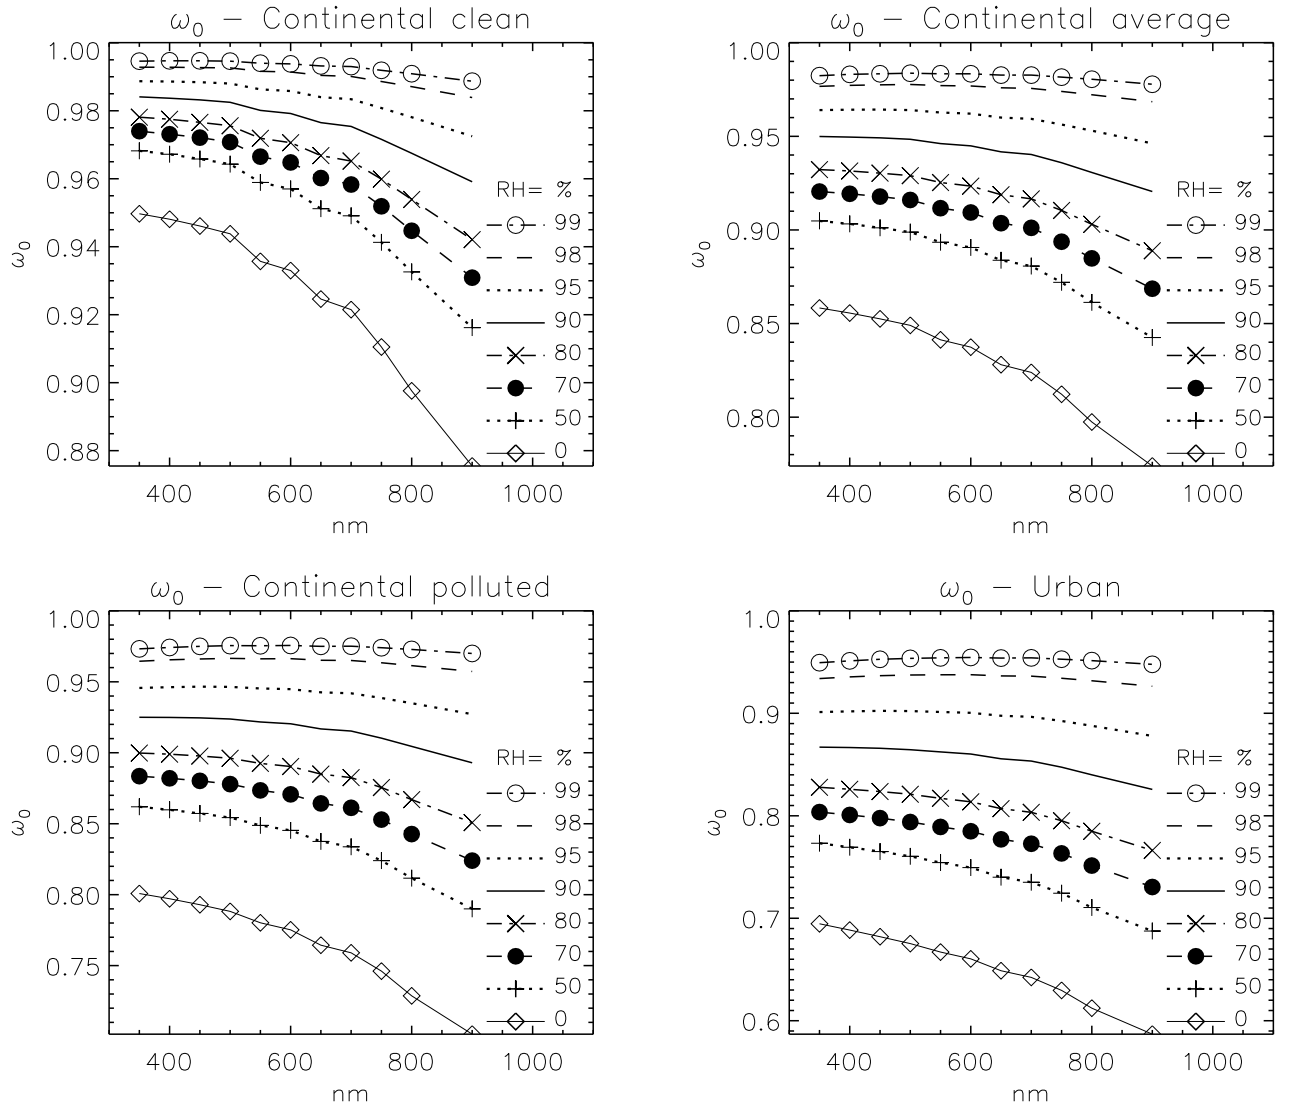 ω₀ − Continental clean
1.00
0.98
0.96
0.94
0.92
0.90
0.88
ω₀
RH= %
99
98
95
90
80
70
50
0
400 600 800 1000
nm
ω₀ − Continental average
1.00
0.95
0.90
0.85
0.80
ω₀
RH= %
99
98
95
90
80
70
50
0
400 600 800 1000
nm
ω₀ − Continental polluted
1.00
0.95
0.90
0.85
0.80
0.75
ω₀
RH= %
99
98
95
90
80
70
50
0
400 600 800 1000
nm
ω₀ − Urban
1.0
0.9
0.8
0.7
0.6
ω₀
RH= %
99
98
95
90
80
70
50
0
400 600 800 1000
nm